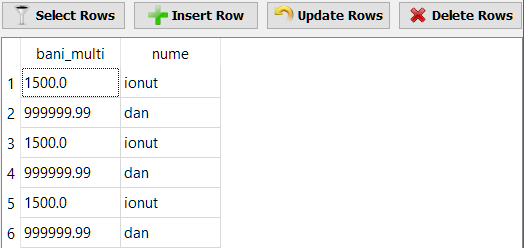 Select Rows Insert Row Update Rows Delete Rows
bani_multi nume
1 1500.0 ionut
2 999999.99 dan
3 1500.0 ionut
4 999999.99 dan
5 1500.0 ionut
6 999999.99 dan